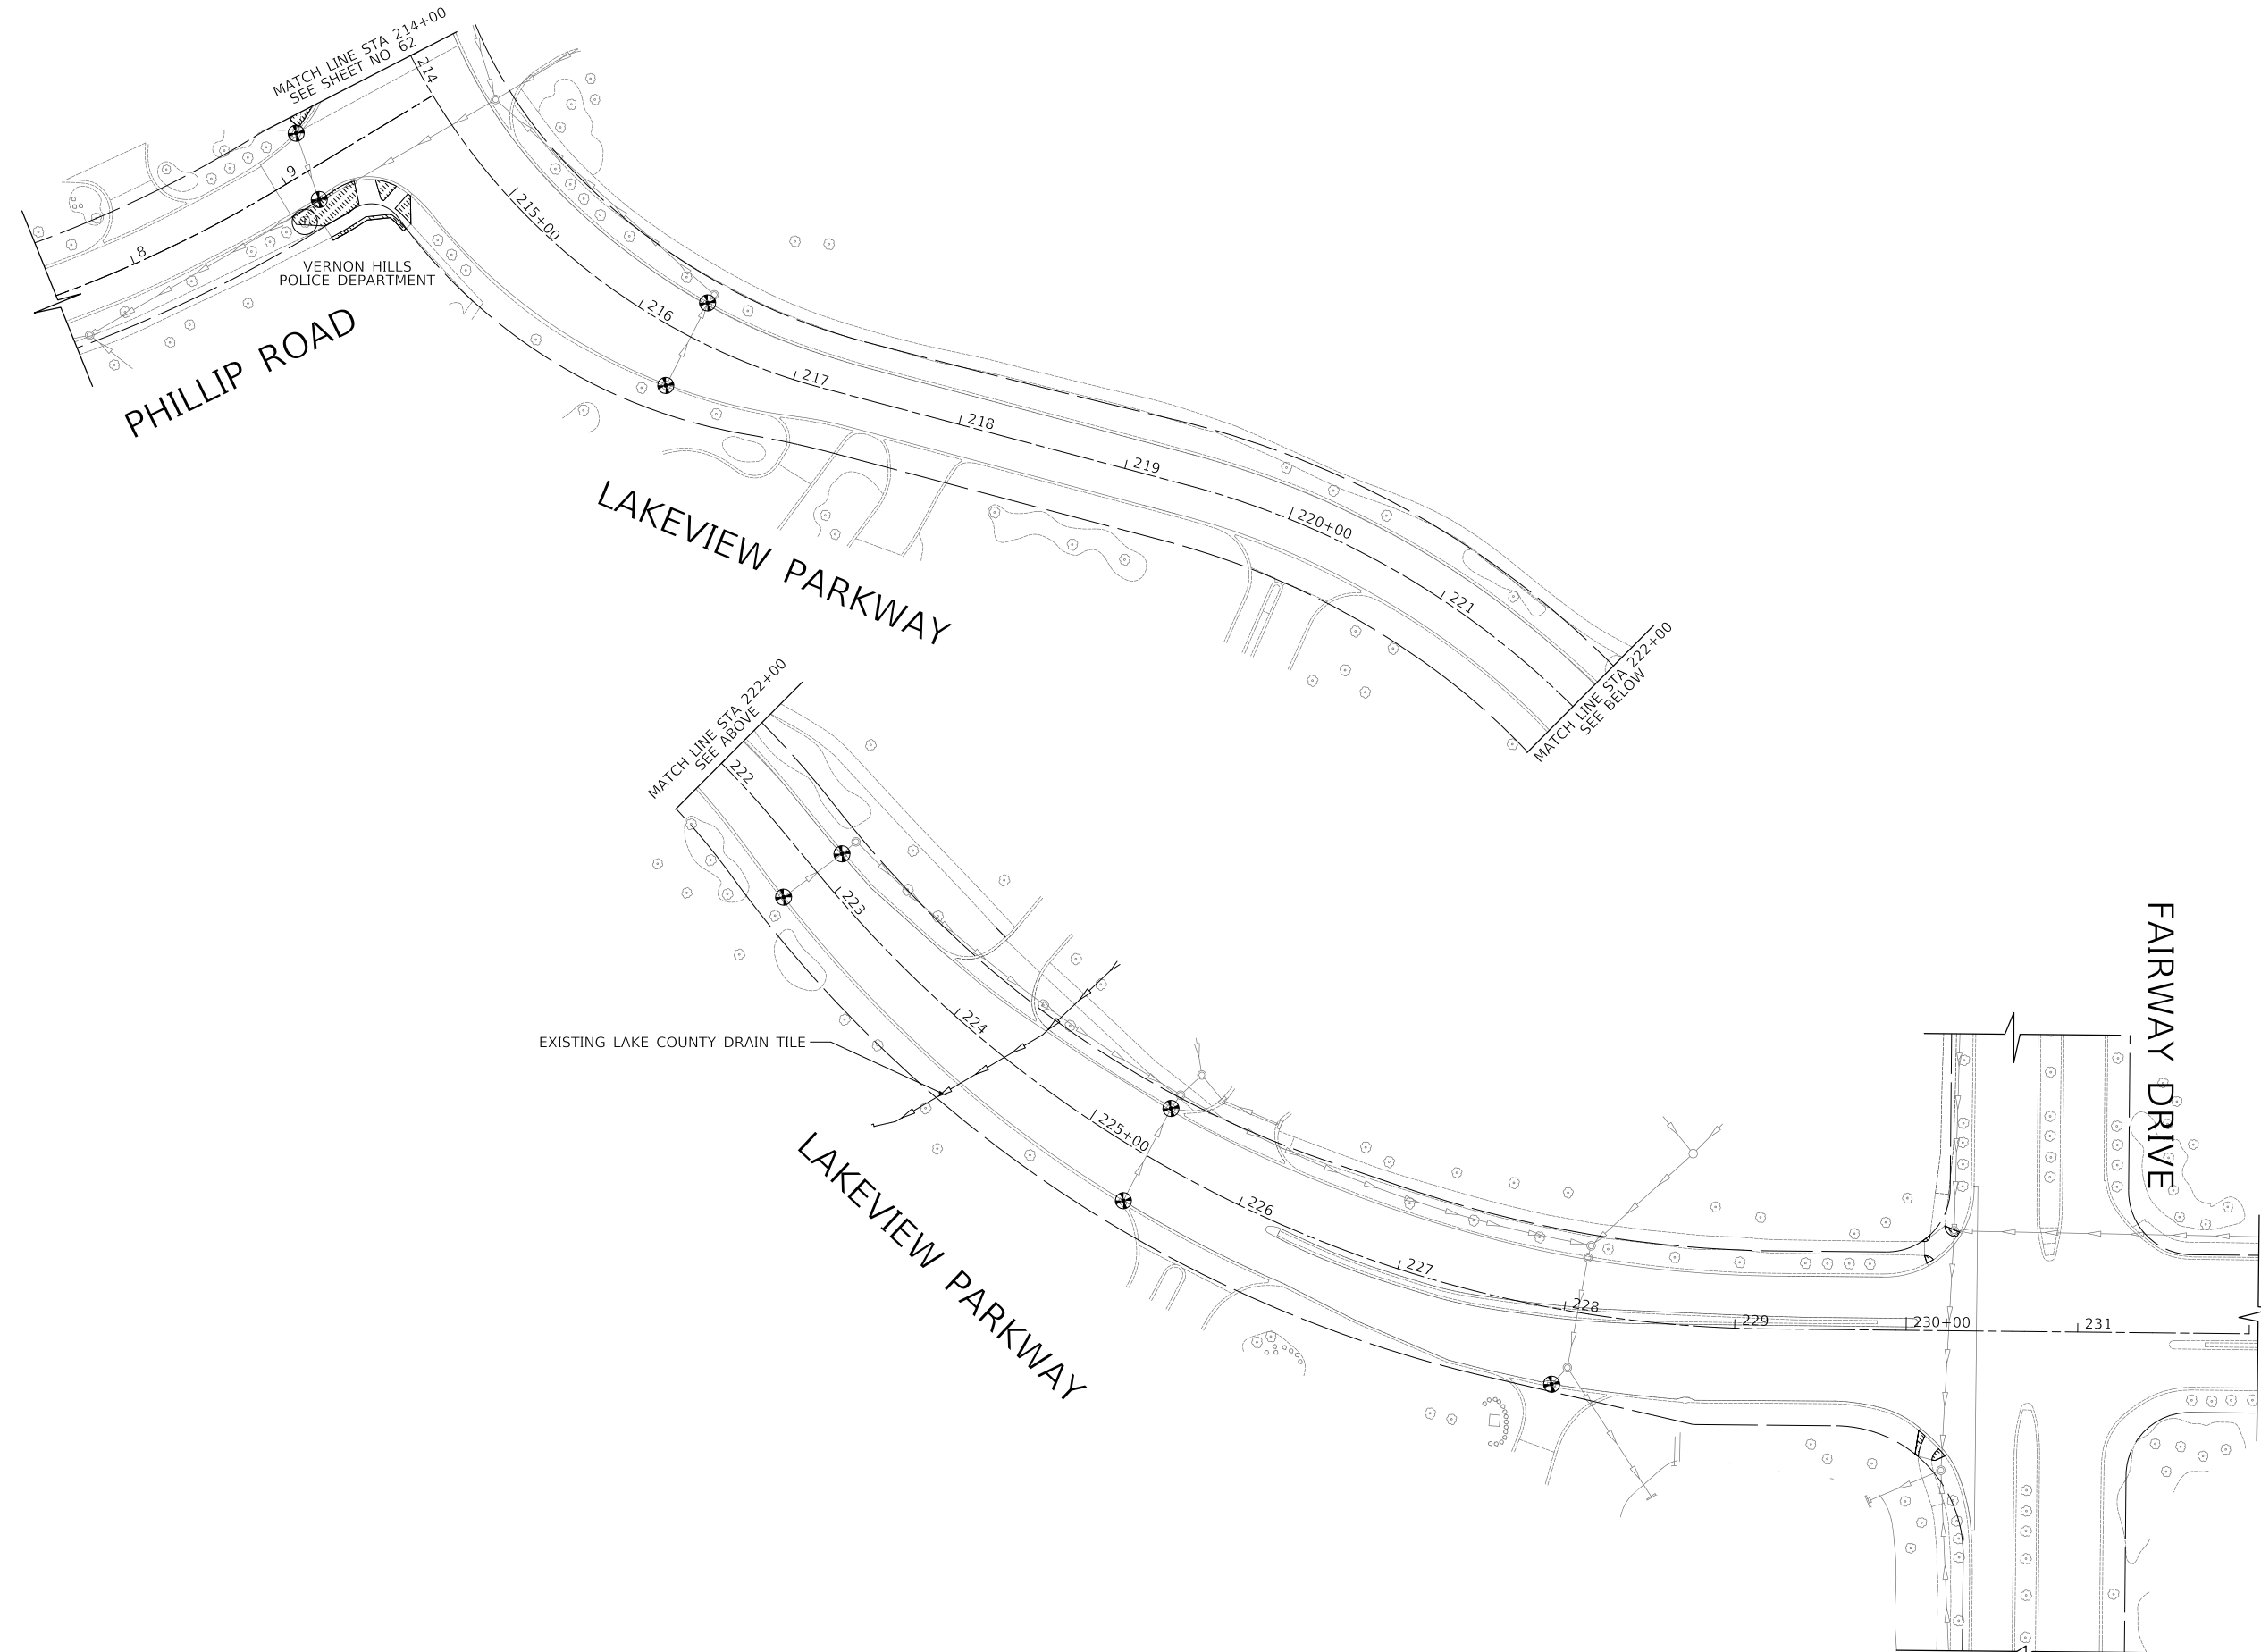 MATCH LINE STA 214+00
SEE SHEET NO 62
214
9
8
215+00
VERNON HILLS
POLICE DEPARTMENT
PHILLIP ROAD
216
217
218
219
220+00
221
LAKEVIEW PARKWAY
MATCH LINE STA 222+00
SEE BELOW
MATCH LINE STA 222+00
SEE ABOVE
222
223
224
EXISTING LAKE COUNTY DRAIN TILE
225+00
226
227
228
229
230+00
231
LAKEVIEW PARKWAY
FAIRWAY DRIVE